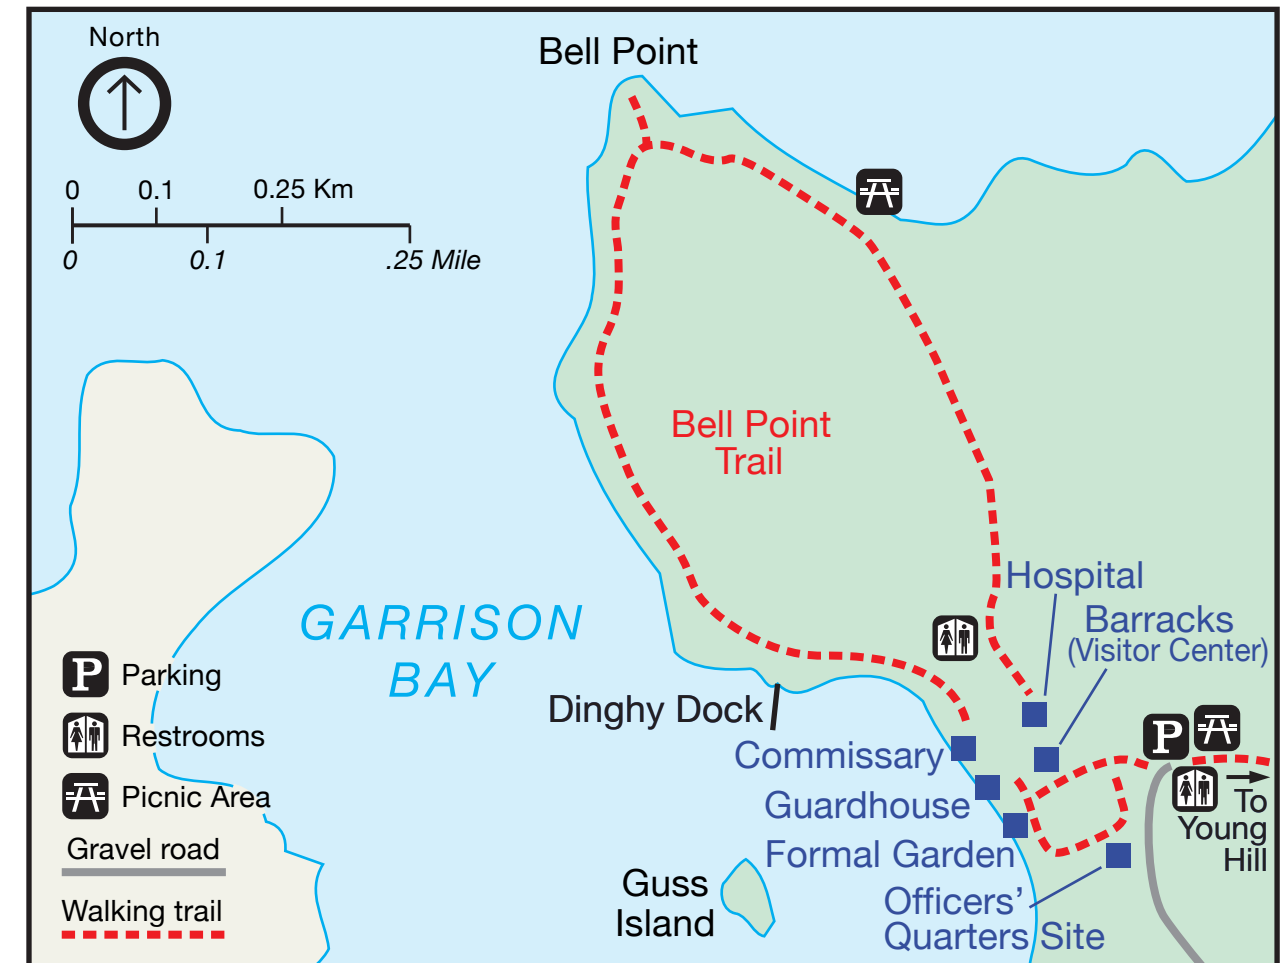 North
Bell Point
0 0.1 0.25 Km
0 0.1 .25 Mile
Bell Point
Trail
Hospital
Barracks
(Visitor Center)
GARRISON
BAY
Dinghy Dock
Commissary
Guardhouse
Formal Garden
Officers'
Quarters Site
P
To
Young
Hill
Guss
Island
P Parking
Restrooms
Picnic Area
Gravel road
Walking trail